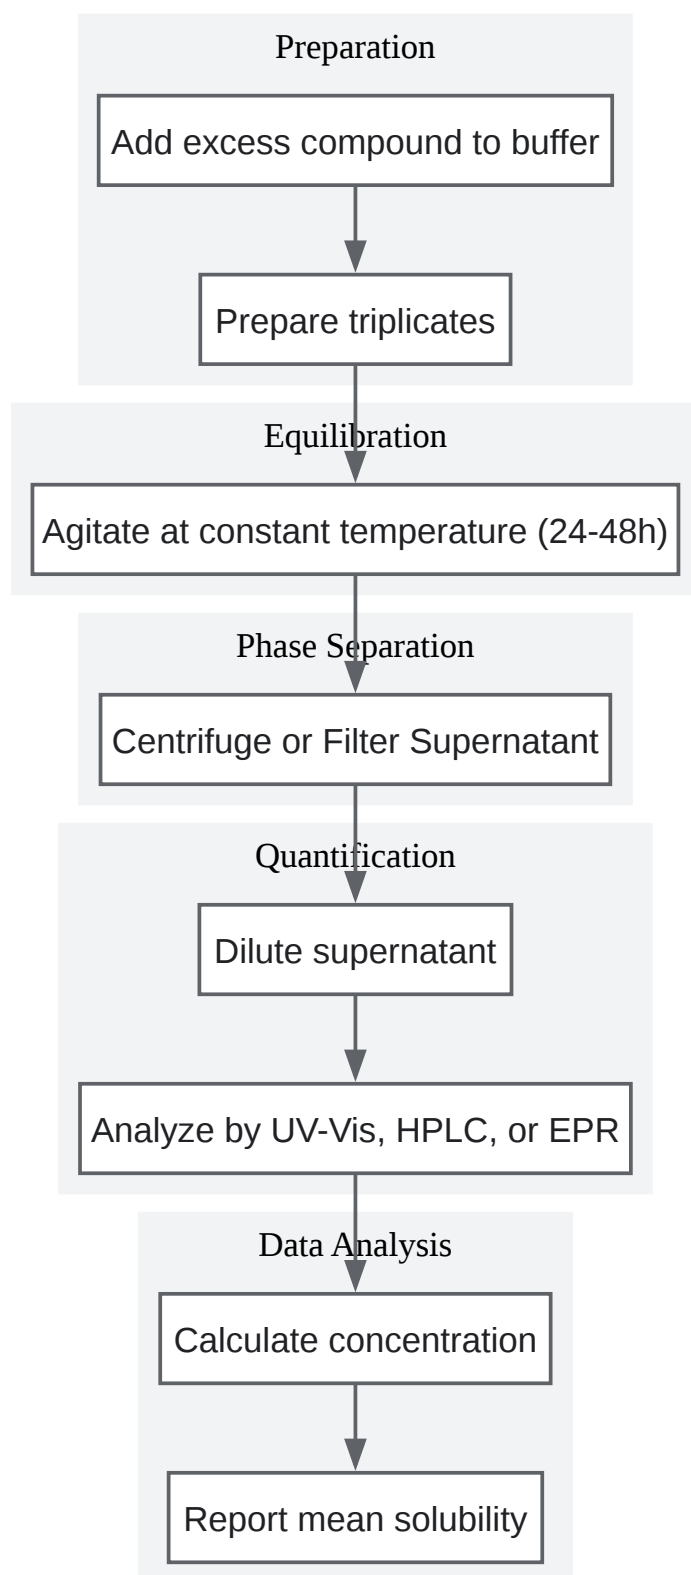 Preparation
Add excess compound to buffer
Prepare triplicates
Equilibration
Agitate at constant temperature (24-48h)
Phase Separation
Centrifuge or Filter Supernatant
Quantification
Dilute supernatant
Analyze by UV-Vis, HPLC, or EPR
Data Analysis
Calculate concentration
Report mean solubility